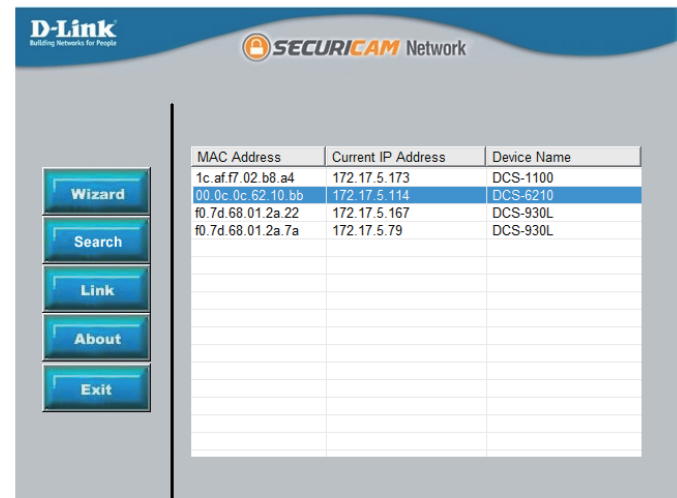 D-Link
Building Networks for People
SECURICAM Network
MAC Address Current IP Address Device Name
1c.af.f7.02.b8.a4 172.17.5.173 DCS-1100
00.0c.0c.62.10.bb 172.17.5.114 DCS-6210
f0.7d.68.01.2a.22 172.17.5.167 DCS-930L
f0.7d.68.01.2a.7a 172.17.5.79 DCS-930L
Wizard
Search
Link
About
Exit